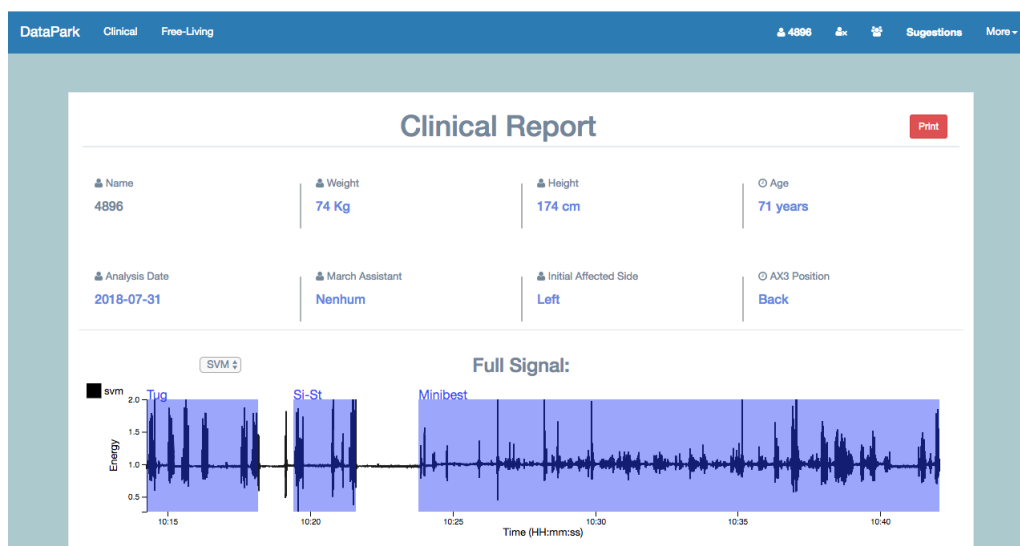 DataPark Clinical Free-Living 4896 Sugestions More
Clinical Report
Print
Name Weight Height Age
4896 74 Kg 174 cm 71 years
Analysis Date March Assistant Initial Affected Side AX3 Position
2018-07-31 Nenhum Left Back
SVM Full Signal:
svm Tug Si-St Minibest
2.0
1.5
Energy
1.0
0.5
10:15 10:20 10:25 10:30 10:35 10:40
Time (HH:mm:ss)